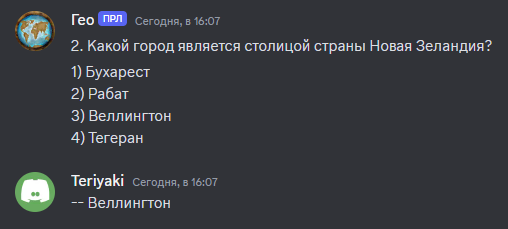 Гео ПРЛ Сегодня, в 16:07
2. Какой город является столицой страны Новая Зеландия?
1) Бухарест
2) Рабат
3) Веллингтон
4) Тегеран
Teriyaki Сегодня, в 16:07
-- Веллингтон